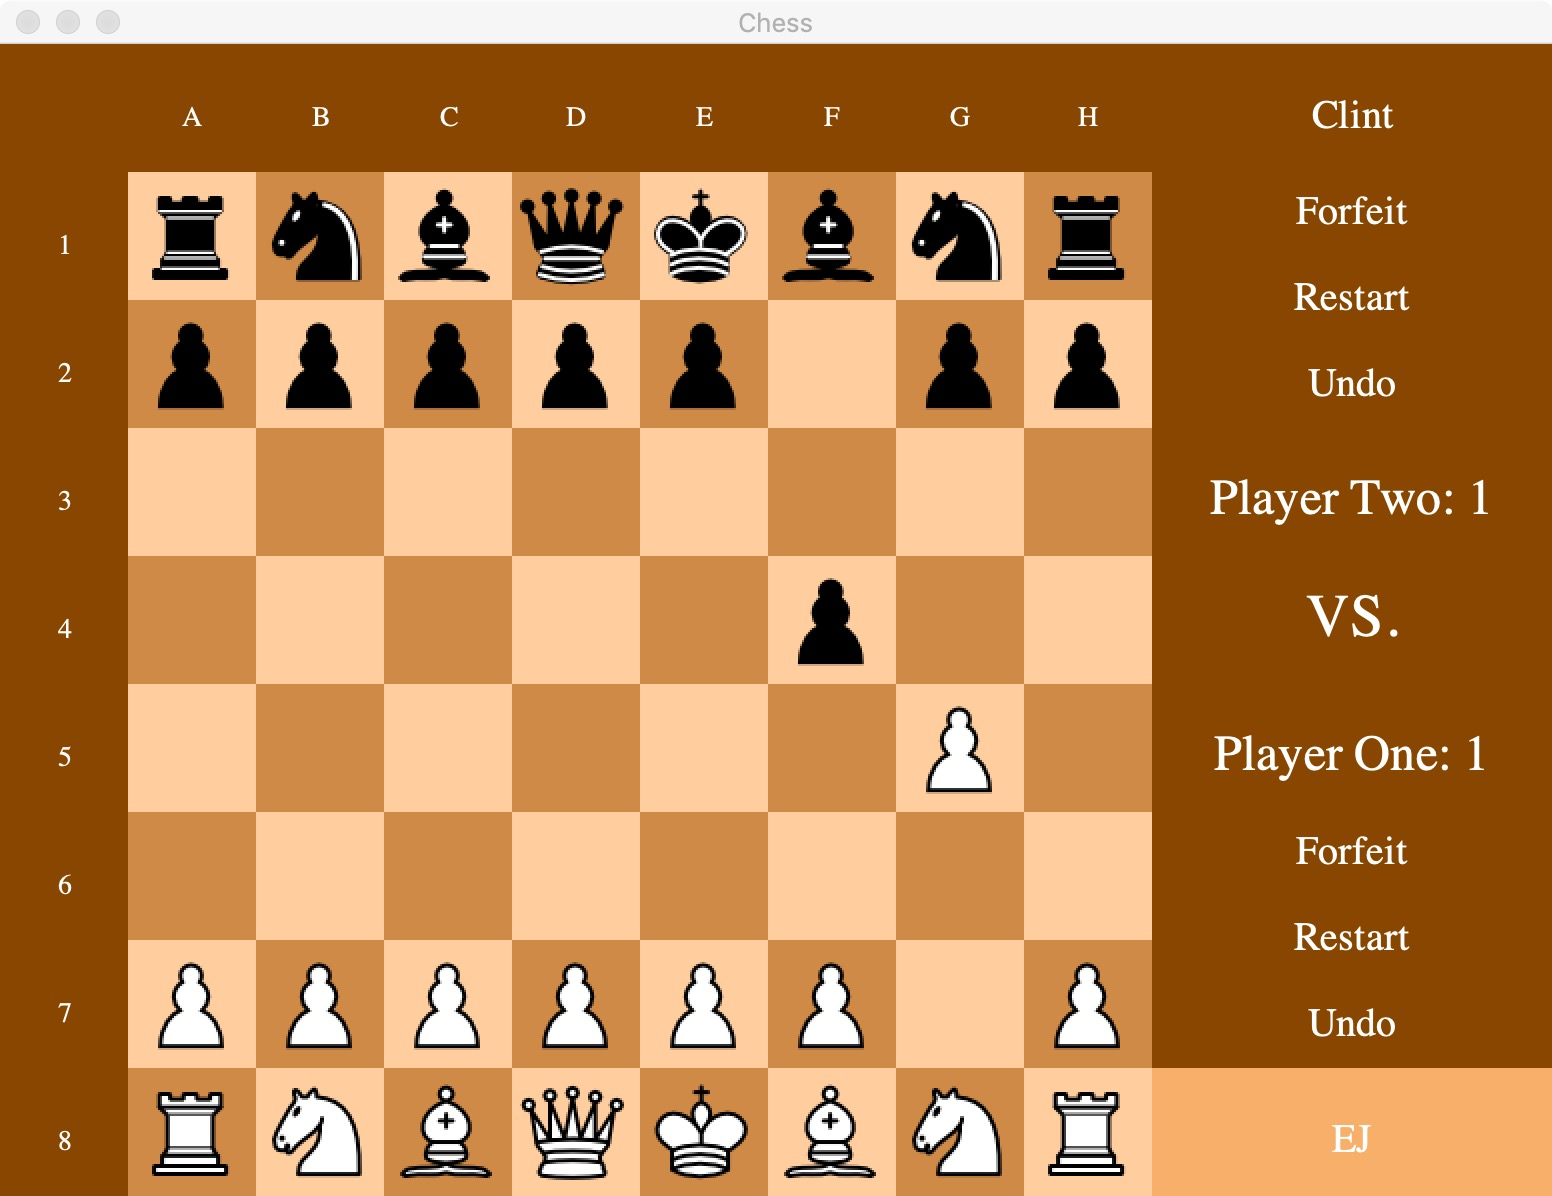 Chess
A B C D E F G H
Clint
1
Forfeit
Restart
2
Undo
3
Player Two: 1
4
VS.
5
Player One: 1
6
Forfeit
Restart
7
Undo
8
EJ